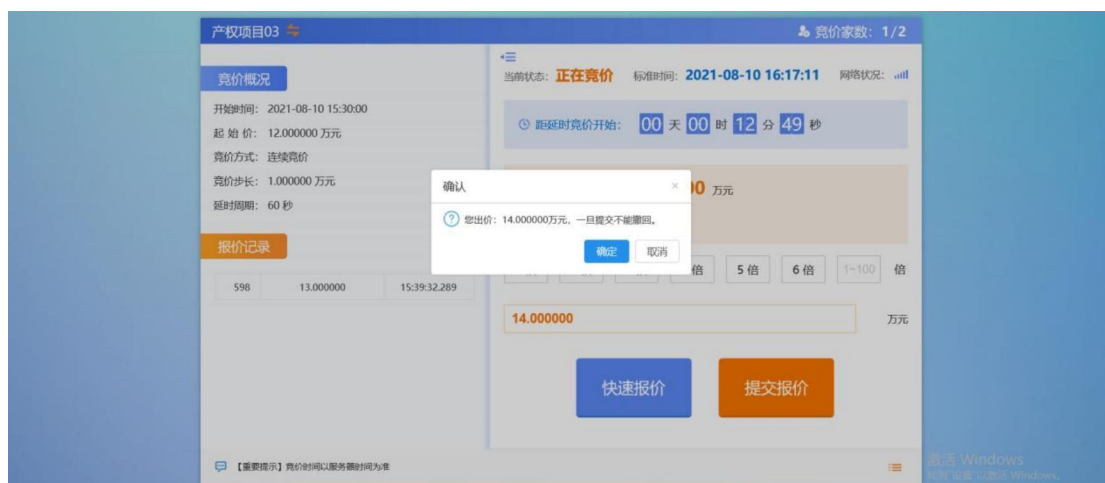 产权项目03
竞价家数：1/2
竞价概况
开始时间： 2021-08-10 15:30:00
起 始 价： 12.000000 万元
竞价方式： 连续竞价
竞价步长： 1.000000 万元
延时周期： 60 秒
报价记录
598 13.000000 15:39:32.289
当前状态：正在竞价 标准时间：2021-08-10 16:17:11 网络状况：
距延时竞价开始： 00 天 00 时 12 分 49 秒
0 万元
确认 ×
您出价：14.000000万元，一旦提交不能撤回。
确定 取消
倍 5 倍 6 倍 1~100 倍
14.000000 万元
快速报价 提交报价
【重要提示】竞价时间以服务器时间为准
激活 Windows